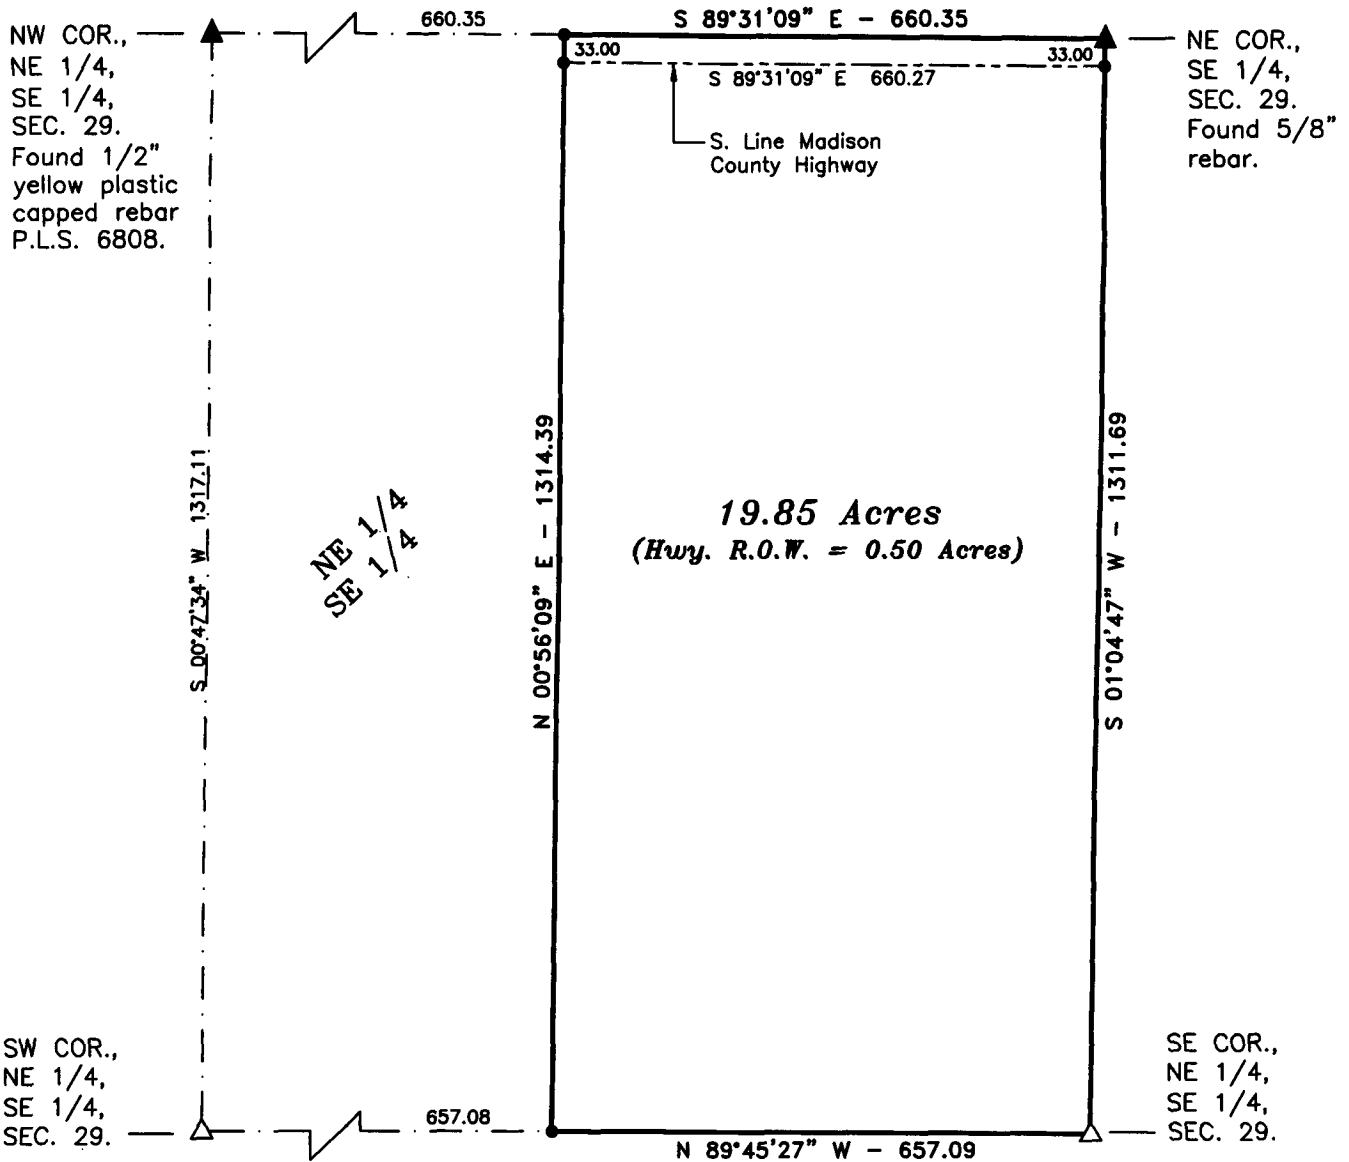 660.35
S 89°31'09" E - 660.35
NW COR.,
NE 1/4,
SE 1/4,
SEC. 29.
Found 1/2"
yellow plastic
capped rebar
P.L.S. 6808.
33.00
33.00
S 89°31'09" E 660.27
NE COR.,
SE 1/4,
SEC. 29.
Found 5/8"
rebar.
S. Line Madison
County Highway
S 00°47'34" W 1317.11
NE 1/4
SE 1/4
N 00°56'09" E - 1314.39
19.85 Acres
(Hwy. R.O.W. = 0.50 Acres)
S 01°04'47" W - 1311.69
SW COR.,
NE 1/4,
SE 1/4,
SEC. 29.
657.08
N 89°45'27" W - 657.09
SE COR.,
NE 1/4,
SE 1/4,
SEC. 29.